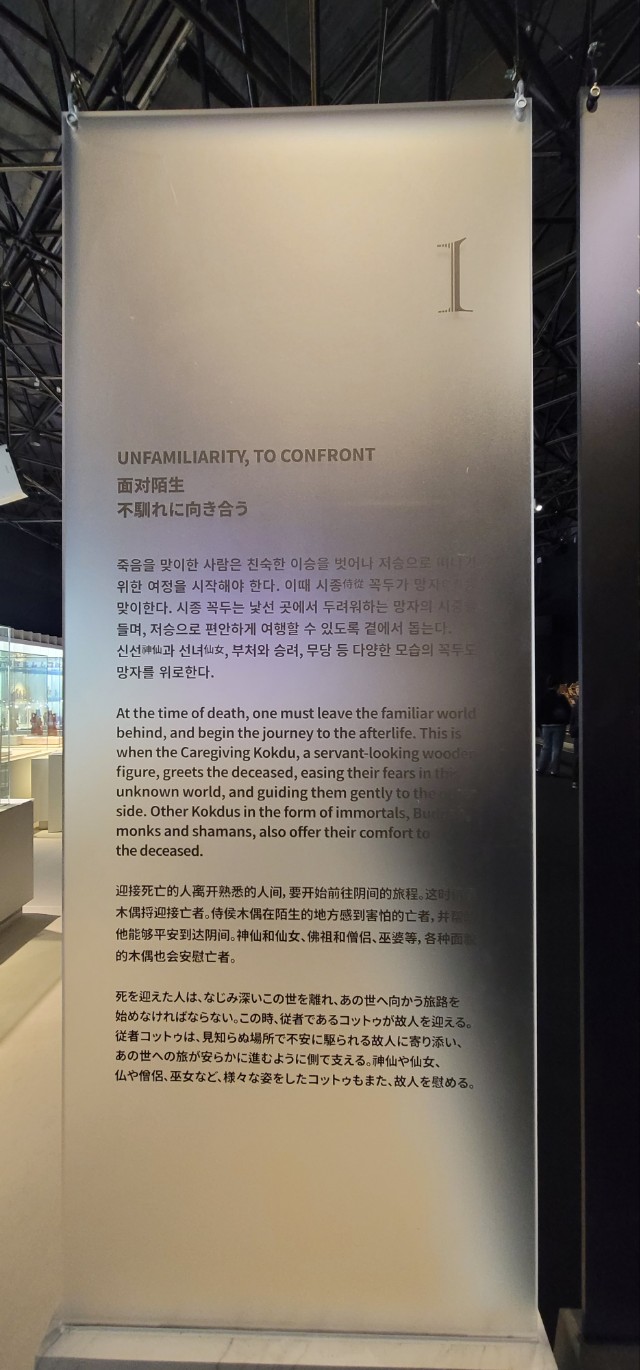 1
UNFAMILIARITY, TO CONFRONT
面对陌生
不馴れに向き合う
죽음을 맞이한 사람은 친숙한 이승을 벗어나 저승으로
위한 여정을 시작해야 한다. 이때 시종侍從 꼭두가 망자
맞이한다. 시종 꼭두는 낯선 곳에서 두려워하는 망자의
들며, 저승으로 편안하게 여행할 수 있도록 곁에서 돕는다.
신선神仙과 선녀仙女, 부처와 승려, 무당 등 다양한 모습의 꼭두도
망자를 위로한다.
At the time of death, one must leave the familiar world
behind, and begin the journey to the afterlife. This is
when the Caregiving Kokdu, a servant-looking wooden
figure, greets the deceased, easing their fears in the
unknown world, and guiding them gently to the
side. Other Kokdus in the form of immortals,
monks and shamans, also offer their comfort to
the deceased.
迎接死亡的人离开熟悉的人间, 要开始前往阴间的旅程。这时
木偶将迎接亡者。侍侯木偶在陌生的地方感到害怕的亡者, 并
他能够平安到达阴间。神仙和仙女、佛祖和僧侣、巫婆等, 各种面貌
的木偶也会安慰亡者。
死を迎えた人は、なじみ深いこの世を離れ、あの世へ向かう旅路を
始めなければならない。この時、従者であるコットゥが故人を迎える。
従者コットゥは、見知らぬ場所で不安に駆られる故人に寄り添い、
あの世への旅が安らかに進むように側で支える。神仙や仙女、
仏や僧侶、巫女など、様々な姿をしたコットゥもまた、故人を慰める。